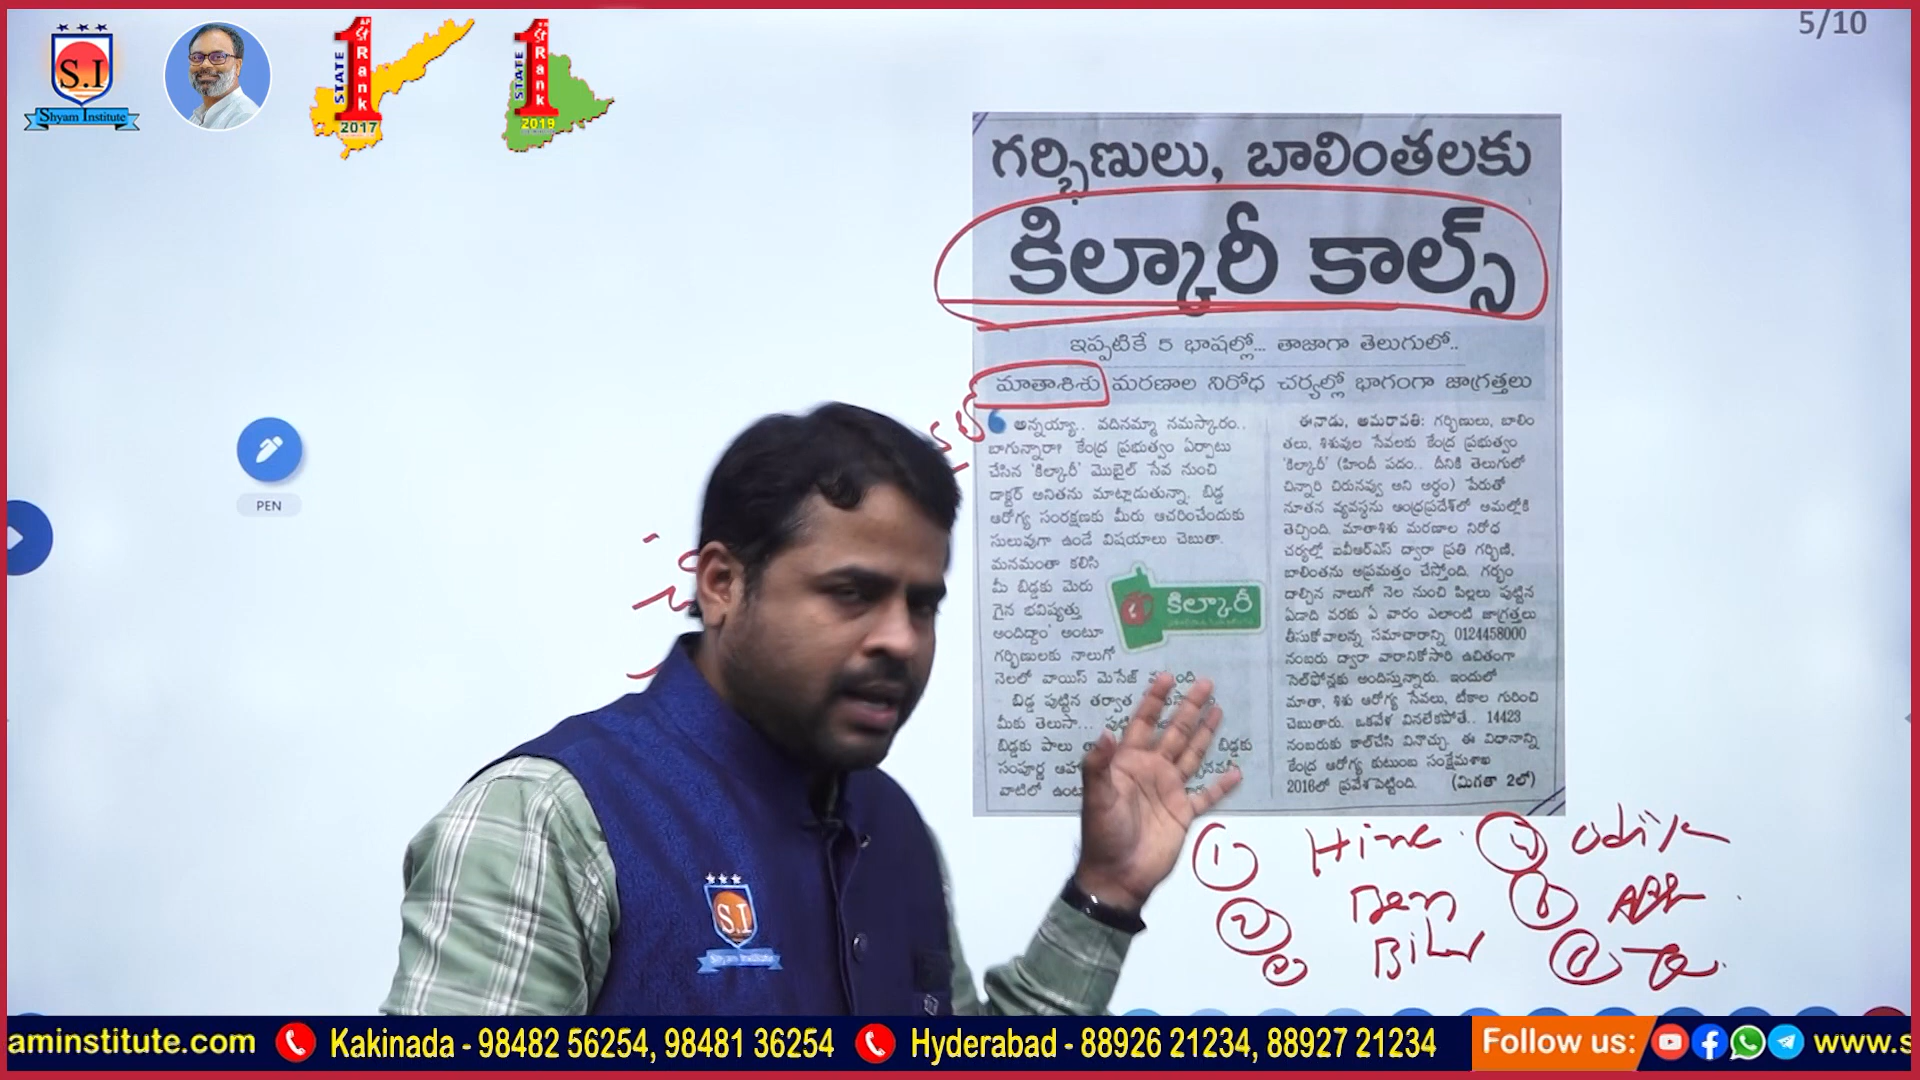 5/10
S.I
Shyam Institute
STATE 1st Rank 2017
STATE 1st Rank 2019
గర్భిణులు, బాలింతలకు
కిల్కారీ కాల్స్
ఇప్పటికే 5 భాషల్లో... తాజాగా తెలుగులో..
మాతాశిశు మరణాల నిరోధ చర్యల్లో భాగంగా జాగ్రత్తలు
అన్నయ్యా.. వదినమ్మా నమస్కారం..
బాగున్నారా? కేంద్ర ప్రభుత్వం ఏర్పాటు
చేసిన 'కిల్కారీ' మొబైల్ సేవ నుంచి
డాక్టర్ అనితను మాట్లాడుతున్నా. బిడ్డ
ఆరోగ్య సంరక్షణకు మీరు ఆచరించేందుకు
సులువుగా ఉండే విషయాలు చెబుతా.
మనమంతా కలిసి
మీ బిడ్డకు మెరు
గైన భవిష్యత్తు
అందిద్దాం' అంటూ
గర్భిణులకు నాలుగో
నెలలో వాయిస్ మెసేజ్
బిడ్డ పుట్టిన తర్వాత
మీకు తెలుసా...
బిడ్డకు పాలు బిడ్డకు
సంపూర్ణ
వాటిలో
కిల్కారీ
ఈనాడు, అమరావతి: గర్భిణులు, బాలిం
తలు, శిశువుల సేవలకు కేంద్ర ప్రభుత్వం
'కిల్కారీ' (హిందీ పదం.. దీనికి తెలుగులో
చిన్నారి చిరునవ్వు అని అర్థం) పేరుతో
నూతన వ్యవస్థను ఆంధ్రప్రదేశ్‌లో అమల్లోకి
తెచ్చింది. మాతాశిశు మరణాల నిరోధ
చర్యల్లో ఐవీఆర్ఎస్ ద్వారా ప్రతి గర్భిణి,
బాలింతను అప్రమత్తం చేస్తోంది. గర్భం
దాల్చిన నాలుగో నెల నుంచి పిల్లలు పుట్టిన
ఏడాది వరకు ఏ వారం ఎలాంటి జాగ్రత్తలు
తీసుకోవాలన్న సమాచారాన్ని 0124458000
నంబరు ద్వారా వారానికోసారి ఉచితంగా
సెల్‌ఫోన్లకు అందిస్తున్నారు. ఇందులో
మాతా, శిశు ఆరోగ్య సేవలు, టీకాల గురించి
చెబుతారు. ఒకవేళ వినలేకపోతే.. 14423
నంబరుకు కాల్‌చేసి వినొచ్చు. ఈ విధానాన్ని
కేంద్ర ఆరోగ్య కుటుంబ సంక్షేమశాఖ
2016లో ప్రవేశపెట్టింది. (మిగతా 2లో)
PEN
S.I
Shyam Institute
aminstitute.com Kakinada - 98482 56254, 98481 36254 Hyderabad - 88926 21234, 88927 21234 Follow us: www.s